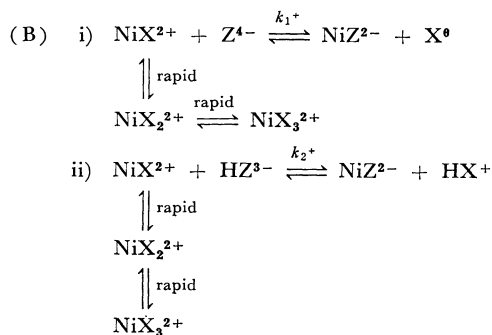 k₁⁺
(B) i) NiX²⁺ + Z⁴⁻ ⇌ NiZ²⁻ + X⁰
rapid
rapid
NiX₂²⁺ ⇌ NiX₃²⁺
k₂⁺
ii) NiX²⁺ + HZ³⁻ ⇌ NiZ²⁻ + HX⁺
rapid
NiX₂²⁺
rapid
NiX₃²⁺